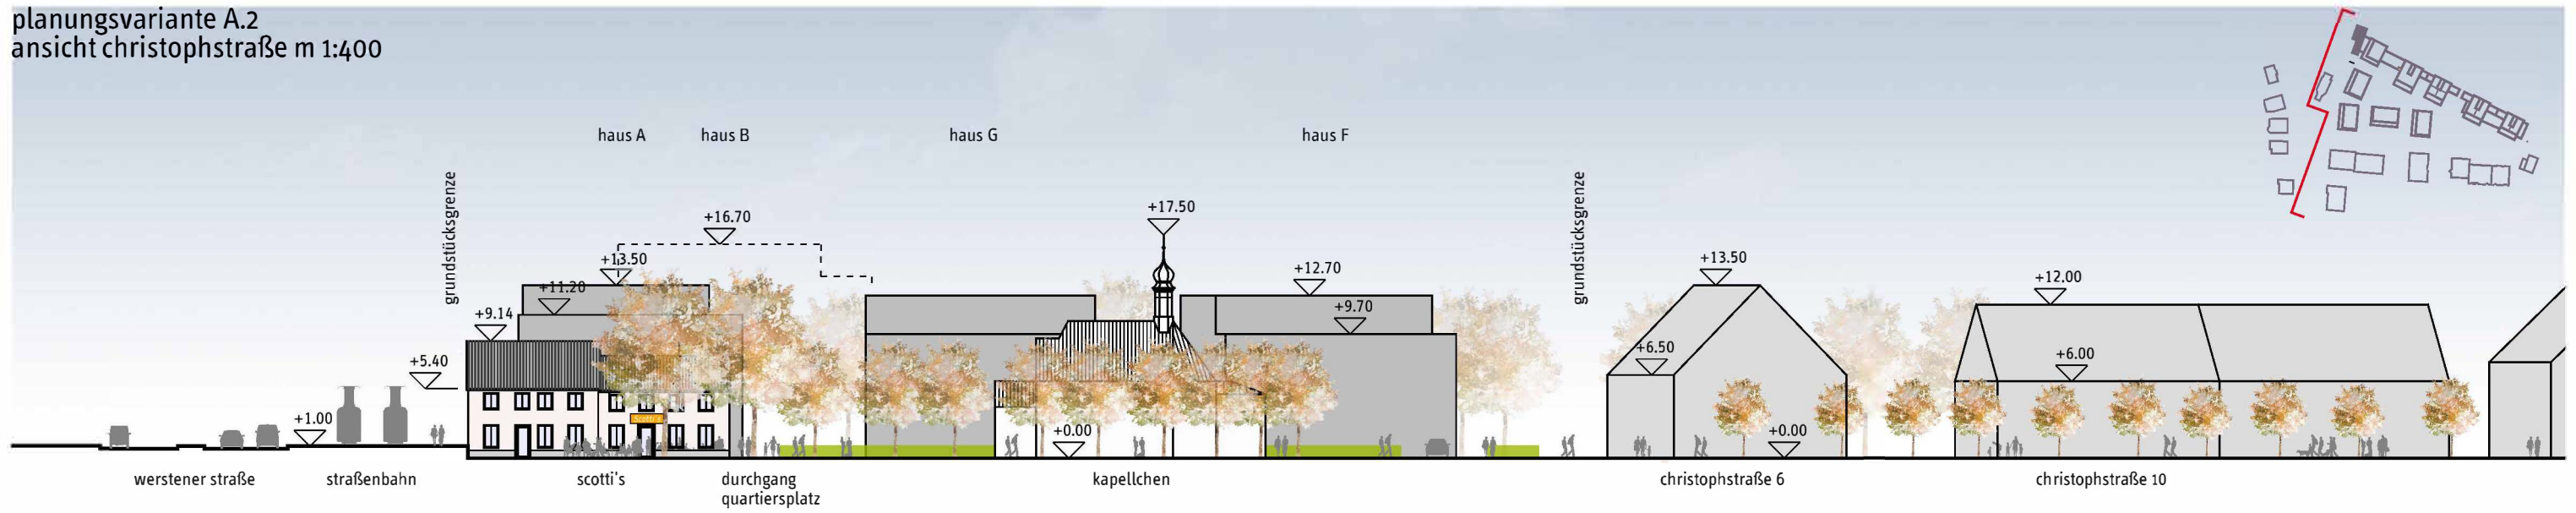 planungsvariante A.2
ansicht christophstraße m 1:400
haus A
haus B
haus G
haus F
grundstücksgrenze
grundstücksgrenze
+16.70
+17.50
+13.50
+11.20
+9.14
+5.40
+1.00
+12.70
+9.70
+0.00
+13.50
+6.50
+0.00
+12.00
+6.00
scotti's
werstener straße
straßenbahn
scotti's
durchgang
quartiersplatz
kapellchen
christophstraße 6
christophstraße 10